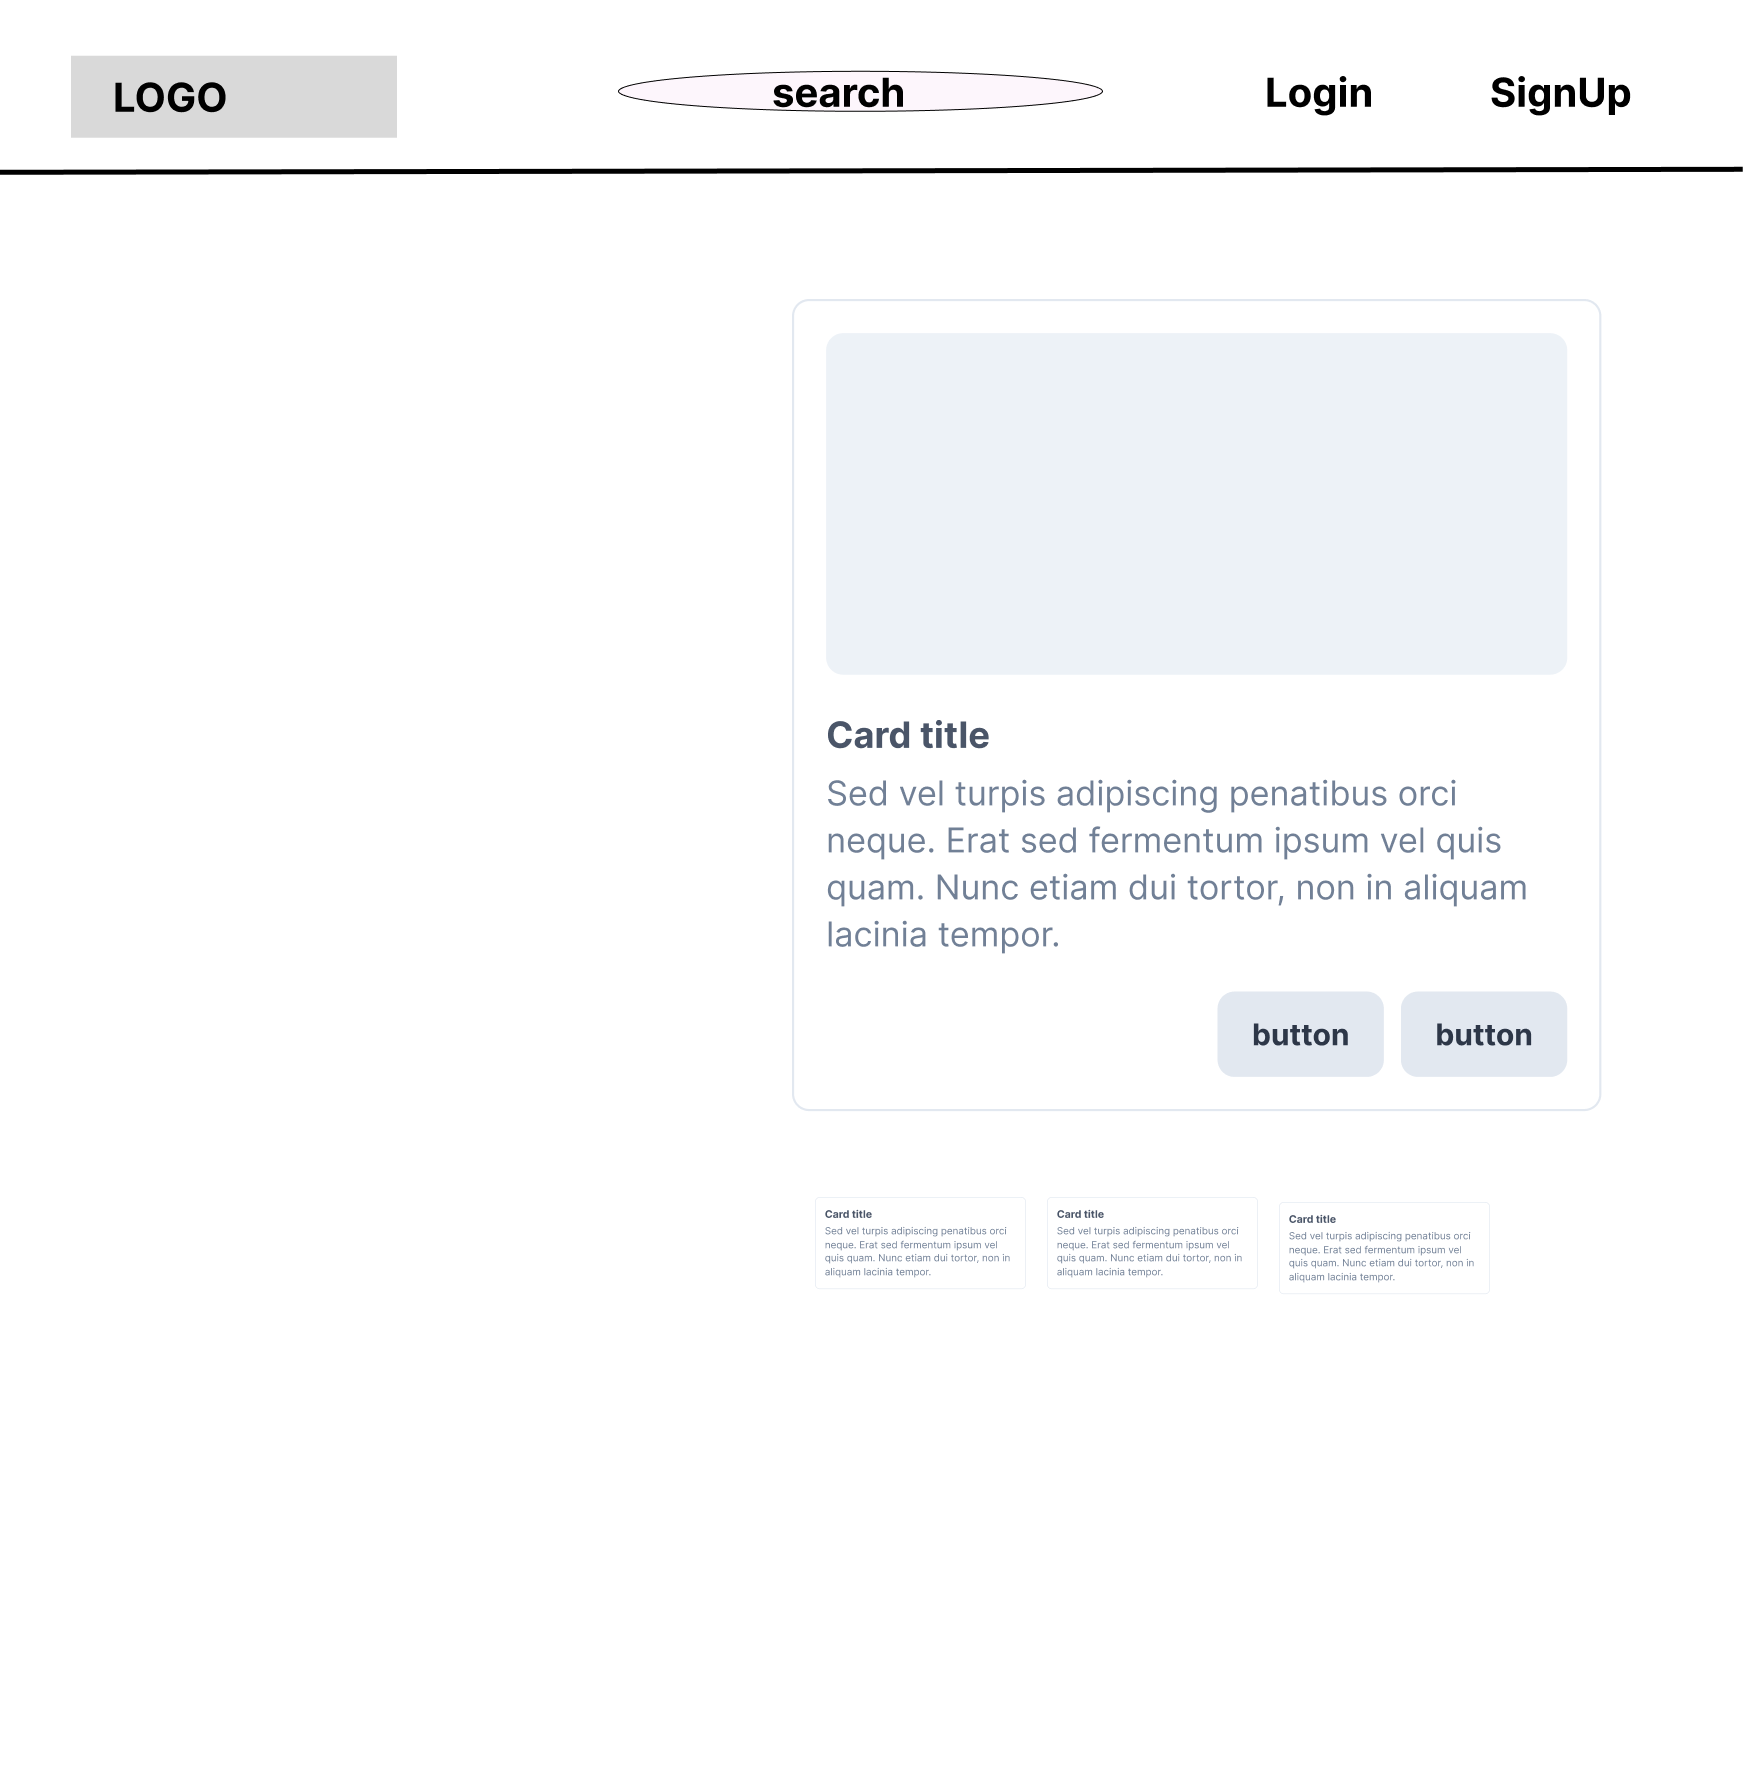 LOGO
search
Login
SignUp
Card title
Sed vel turpis adipiscing penatibus orci
neque. Erat sed fermentum ipsum vel quis
quam. Nunc etiam dui tortor, non in aliquam
lacinia tempor.
button
button
Card title
Sed vel turpis adipiscing penatibus orci
neque. Erat sed fermentum ipsum vel
quis quam. Nunc etiam dui tortor, non in
aliquam lacinia tempor.
Card title
Sed vel turpis adipiscing penatibus orci
neque. Erat sed fermentum ipsum vel
quis quam. Nunc etiam dui tortor, non in
aliquam lacinia tempor.
Card title
Sed vel turpis adipiscing penatibus orci
neque. Erat sed fermentum ipsum vel
quis quam. Nunc etiam dui tortor, non in
aliquam lacinia tempor.